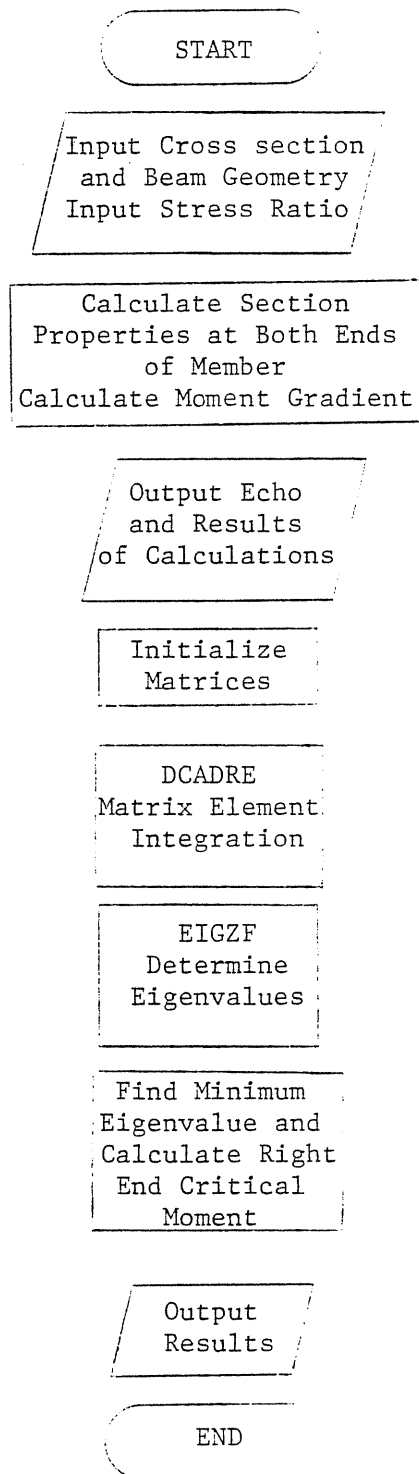 START
Input Cross section
and Beam Geometry
Input Stress Ratio
Calculate Section
Properties at Both Ends
of Member
Calculate Moment Gradient
Output Echo
and Results
of Calculations
Initialize
Matrices
DCADRE
Matrix Element
Integration
EIGZF
Determine
Eigenvalues
Find Minimum
Eigenvalue and
Calculate Right
End Critical
Moment
Output
Results
END